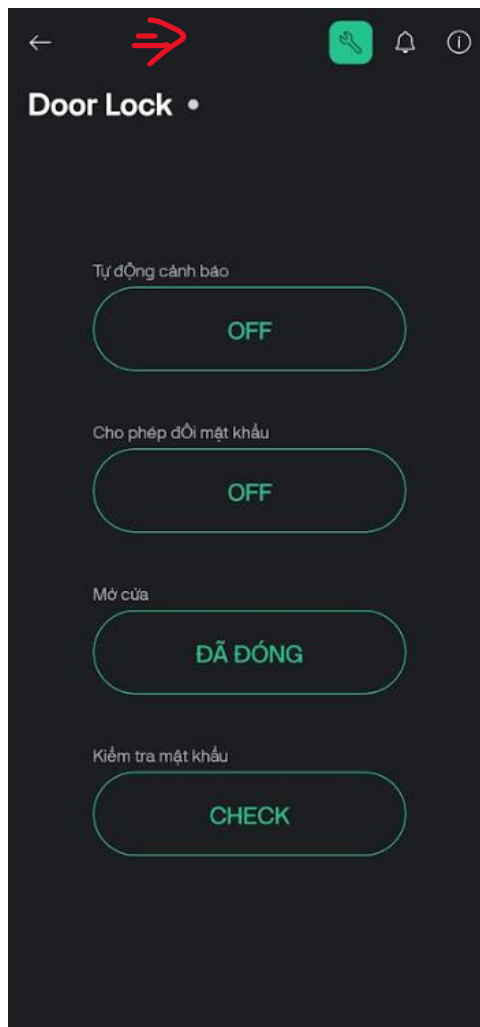 Door Lock
Tự động cảnh báo
OFF
Cho phép đổi mật khẩu
OFF
Mở cửa
ĐÃ ĐÓNG
Kiểm tra mật khẩu
CHECK